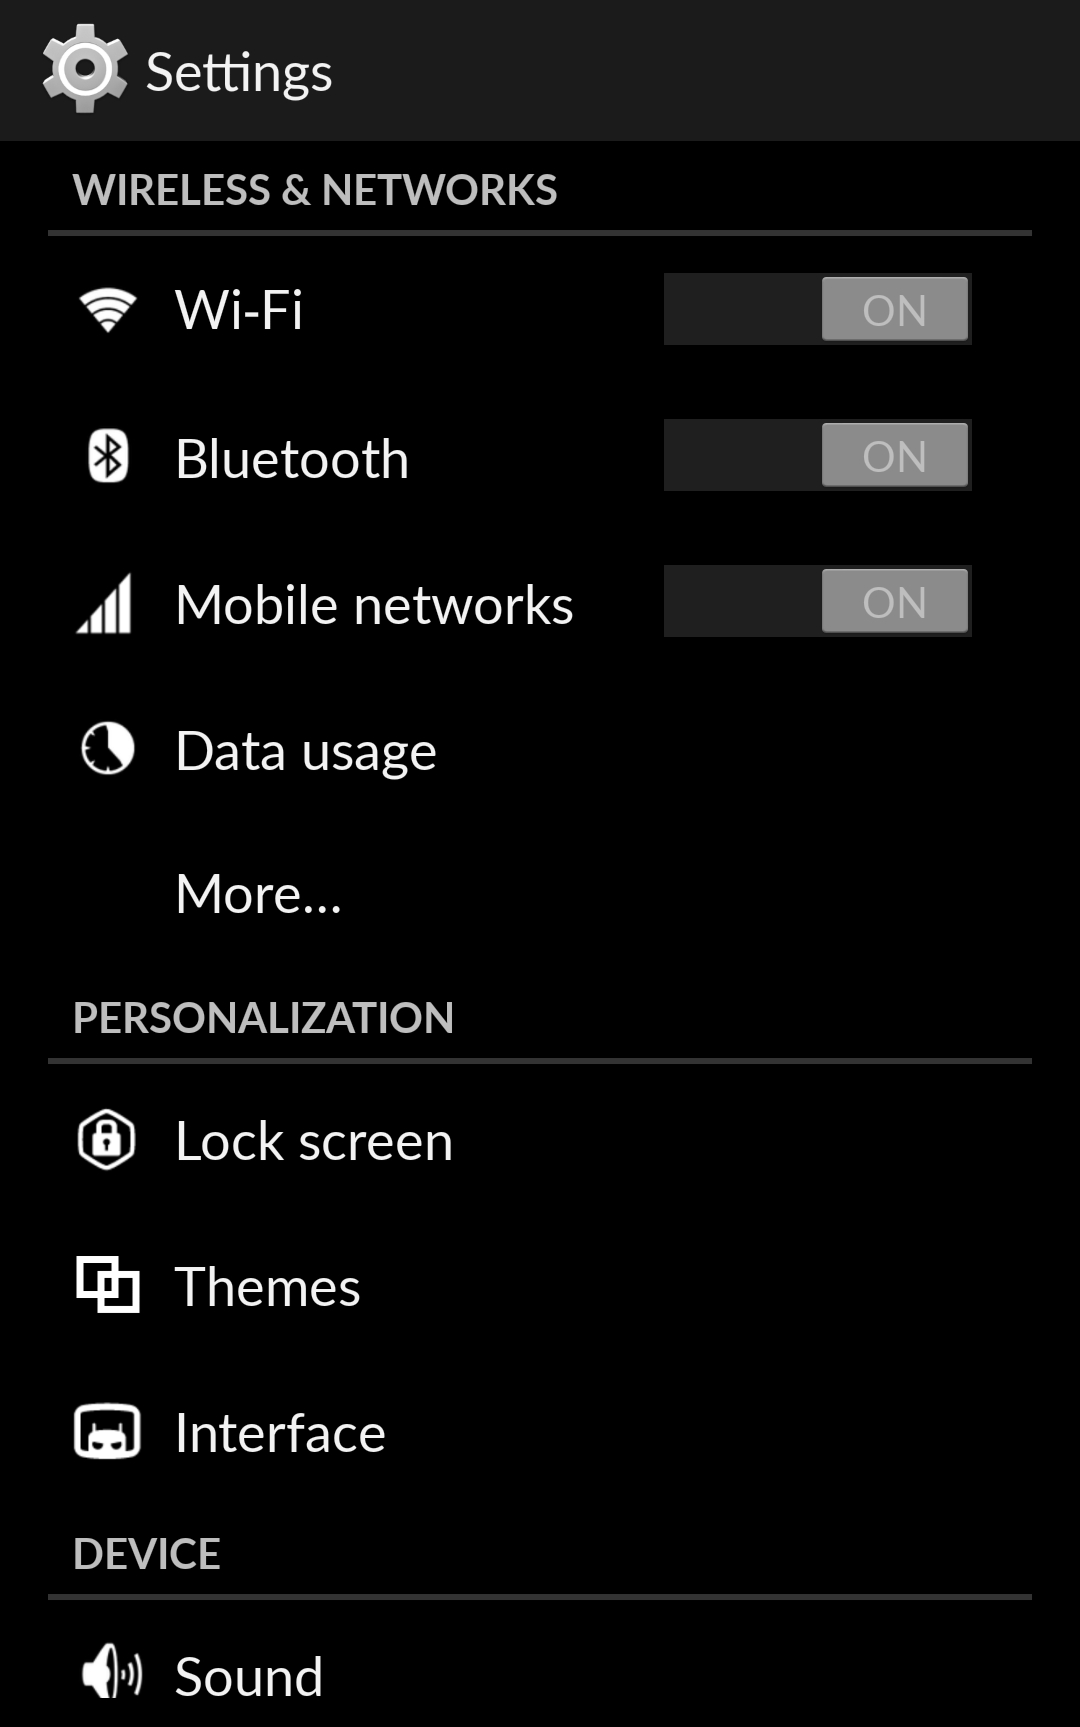 Settings
WIRELESS & NETWORKS
Wi-Fi ON
Bluetooth ON
Mobile networks ON
Data usage
More...
PERSONALIZATION
Lock screen
Themes
Interface
DEVICE
Sound